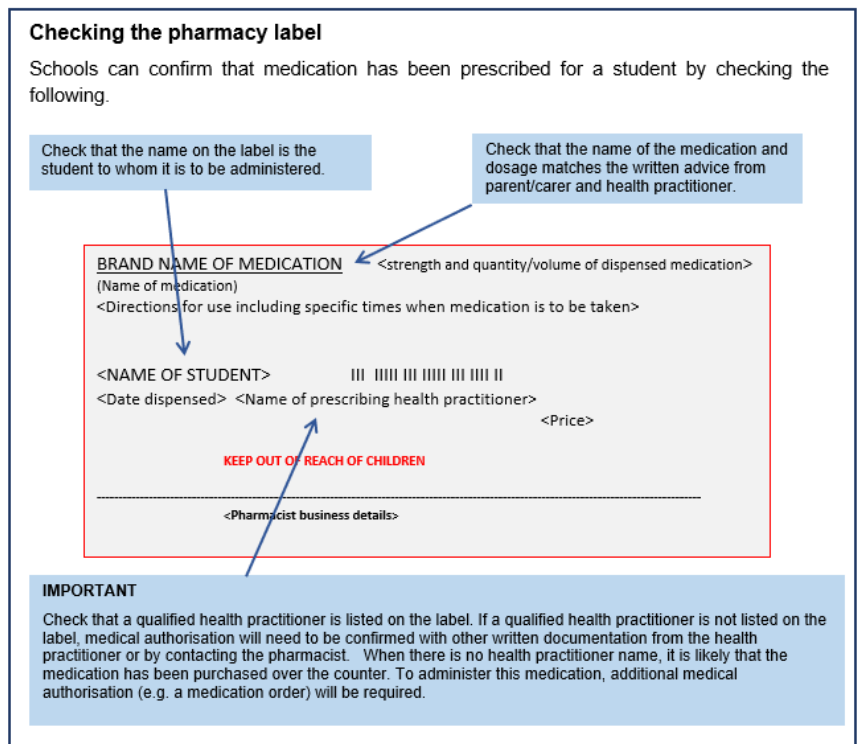 Checking the pharmacy label
Schools can confirm that medication has been prescribed for a student by checking the
following.
Check that the name on the label is the
student to whom it is to be administered.
Check that the name of the medication and
dosage matches the written advice from
parent/carer and health practitioner.
BRAND NAME OF MEDICATION <strength and quantity/volume of dispensed medication>
(Name of medication)
<Directions for use including specific times when medication is to be taken>
<NAME OF STUDENT> III IIIII III IIIII III IIII II
<Date dispensed> <Name of prescribing health practitioner>
<Price>
KEEP OUT OF REACH OF CHILDREN
<Pharmacist business details>
IMPORTANT
Check that a qualified health practitioner is listed on the label. If a qualified health practitioner is not listed on the
label, medical authorisation will need to be confirmed with other written documentation from the health
practitioner or by contacting the pharmacist. When there is no health practitioner name, it is likely that the
medication has been purchased over the counter. To administer this medication, additional medical
authorisation (e.g. a medication order) will be required.